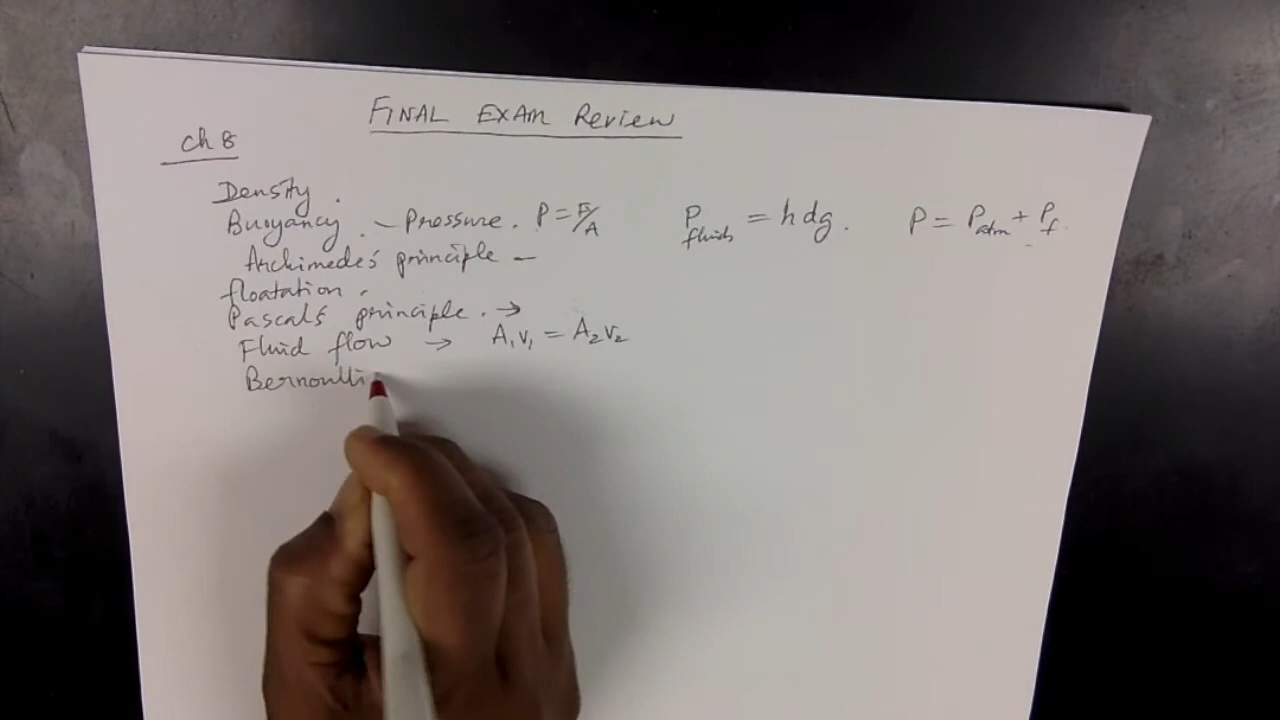 FINAL EXAM Review
Ch 8
Density.
Buoyancy. - Pressure. P = F/A P fluids = hdg. P = Patm + Pf.
Archimedes' principle -
floatation.
Pascals' principle. →
Fluid flow → A₁v₁ = A₂v₂
Bernoulli